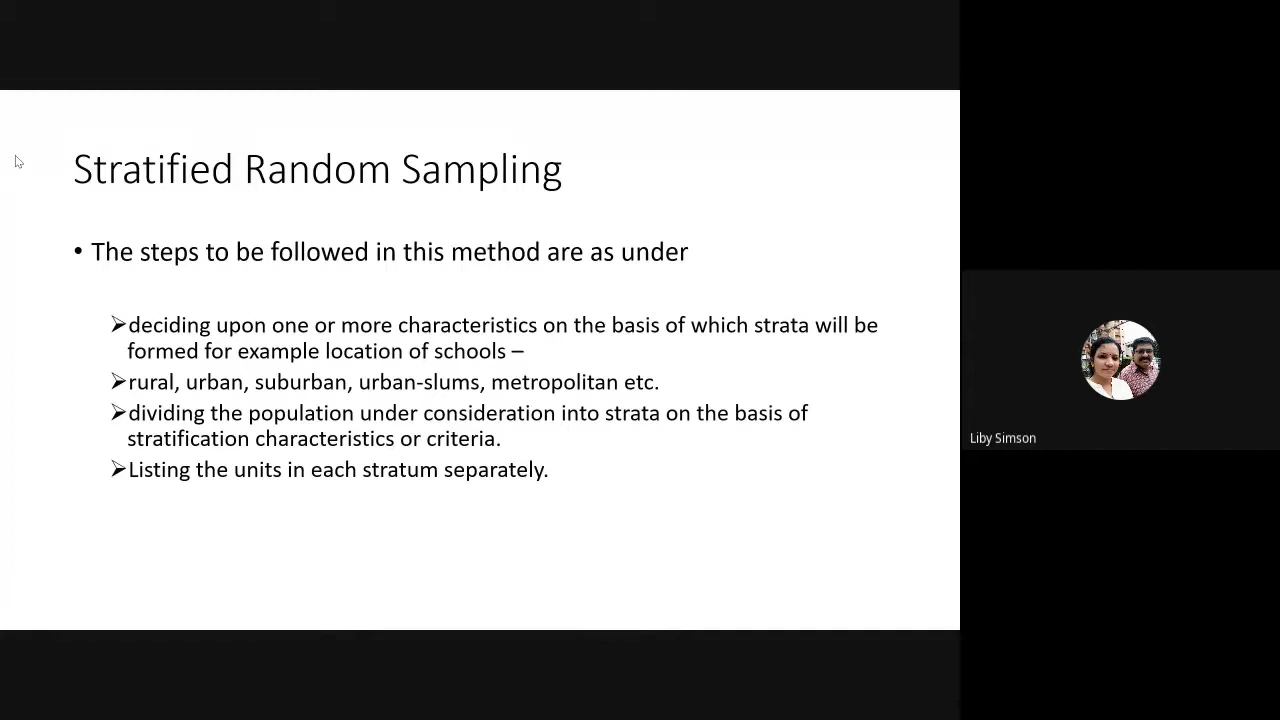 Stratified Random Sampling
• The steps to be followed in this method are as under
➢deciding upon one or more characteristics on the basis of which strata will be
formed for example location of schools –
➢rural, urban, suburban, urban-slums, metropolitan etc.
➢dividing the population under consideration into strata on the basis of
stratification characteristics or criteria.
➢Listing the units in each stratum separately.
Liby Simson